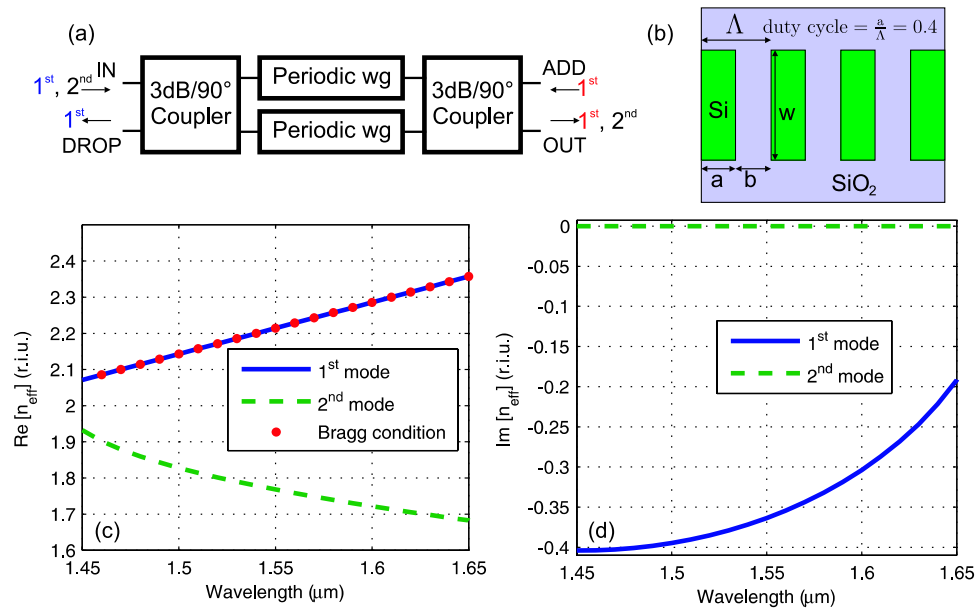 (a)
1st, 2nd IN
1st
DROP
3dB/90°
Coupler
Periodic wg
Periodic wg
3dB/90°
Coupler
ADD
1st
1st, 2nd
OUT
(b)
Λ duty cycle = a/Λ = 0.4
Si
w
a b
SiO2
2.4
2.3
2.2
2.1
2
1.9
1.8
1.7
1.6
Re [neff] (r.i.u.)
1st mode
2nd mode
Bragg condition
(c)
1.45 1.5 1.55 1.6 1.65
Wavelength (μm)
0
-0.05
-0.1
-0.15
-0.2
-0.25
-0.3
-0.35
-0.4
Im [neff] (r.i.u.)
1st mode
2nd mode
(d)
1.45 1.5 1.55 1.6 1.65
Wavelength (μm)